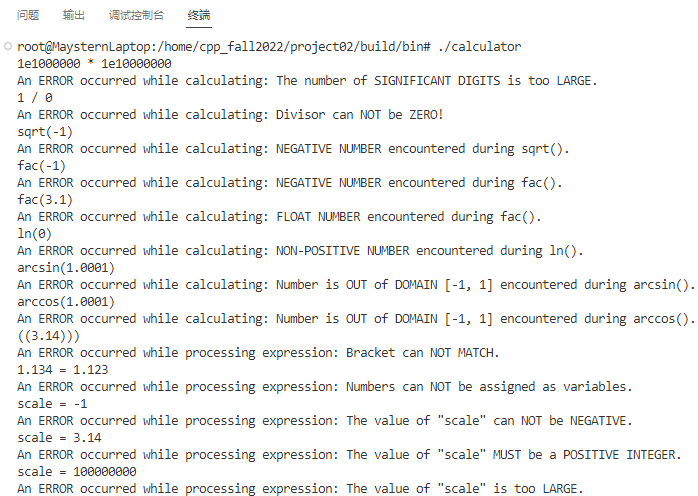 问题 输出 调试控制台 终端
root@MaysternLaptop:/home/cpp_fall2022/project02/build/bin# ./calculator
1e1000000 * 1e10000000
An ERROR occurred while calculating: The number of SIGNIFICANT DIGITS is too LARGE.
1 / 0
An ERROR occurred while calculating: Divisor can NOT be ZERO!
sqrt(-1)
An ERROR occurred while calculating: NEGATIVE NUMBER encountered during sqrt().
fac(-1)
An ERROR occurred while calculating: NEGATIVE NUMBER encountered during fac().
fac(3.1)
An ERROR occurred while calculating: FLOAT NUMBER encountered during fac().
ln(0)
An ERROR occurred while calculating: NON-POSITIVE NUMBER encountered during ln().
arcsin(1.0001)
An ERROR occurred while calculating: Number is OUT of DOMAIN [-1, 1] encountered during arcsin().
arccos(1.0001)
An ERROR occurred while calculating: Number is OUT of DOMAIN [-1, 1] encountered during arccos().
((3.14)))
An ERROR occurred while processing expression: Bracket can NOT MATCH.
1.134 = 1.123
An ERROR occurred while processing expression: Numbers can NOT be assigned as variables.
scale = -1
An ERROR occurred while processing expression: The value of "scale" can NOT be NEGATIVE.
scale = 3.14
An ERROR occurred while processing expression: The value of "scale" MUST be a POSITIVE INTEGER.
scale = 100000000
An ERROR occurred while processing expression: The value of "scale" is too LARGE.